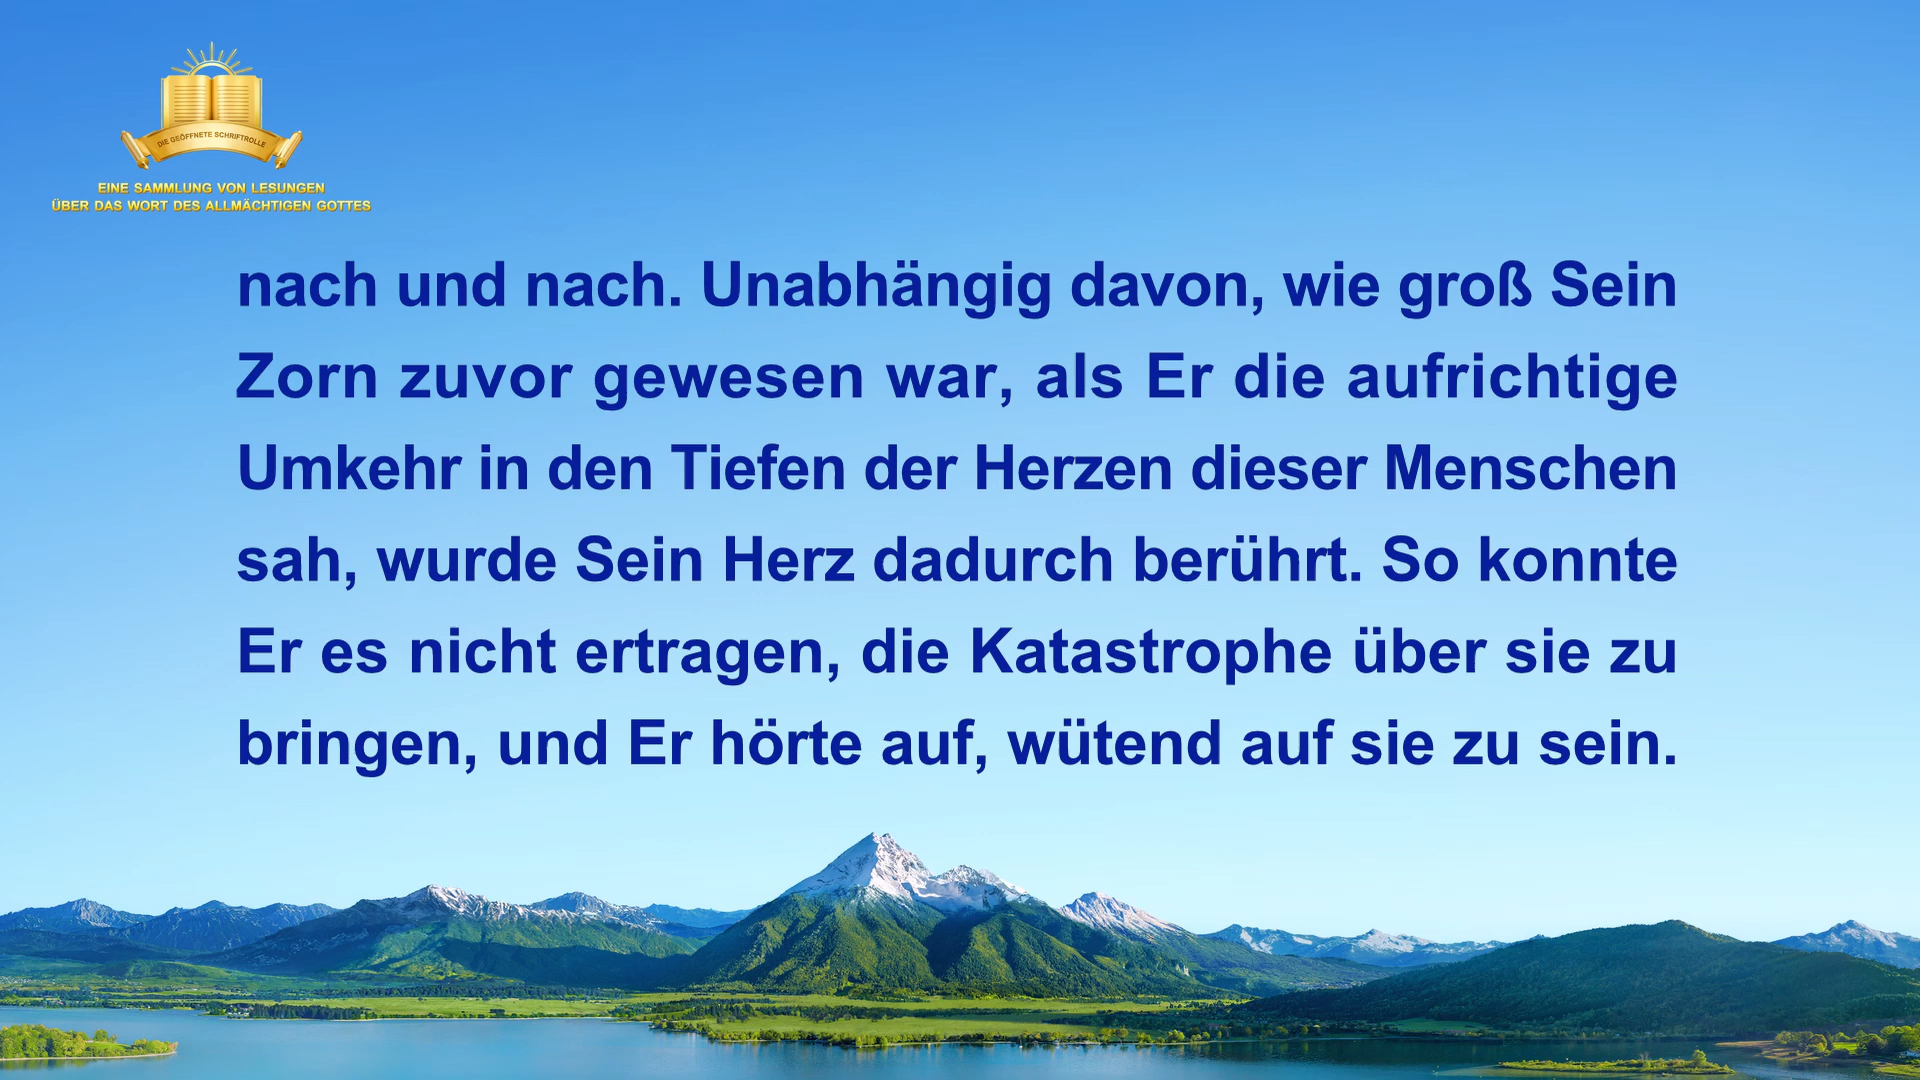 DIE GEÖFFNETE SCHRIFTROLLE
EINE SAMMLUNG VON LESUNGEN
ÜBER DAS WORT DES ALLMÄCHTIGEN GOTTES
nach und nach. Unabhängig davon, wie groß Sein
Zorn zuvor gewesen war, als Er die aufrichtige
Umkehr in den Tiefen der Herzen dieser Menschen
sah, wurde Sein Herz dadurch berührt. So konnte
Er es nicht ertragen, die Katastrophe über sie zu
bringen, und Er hörte auf, wütend auf sie zu sein.